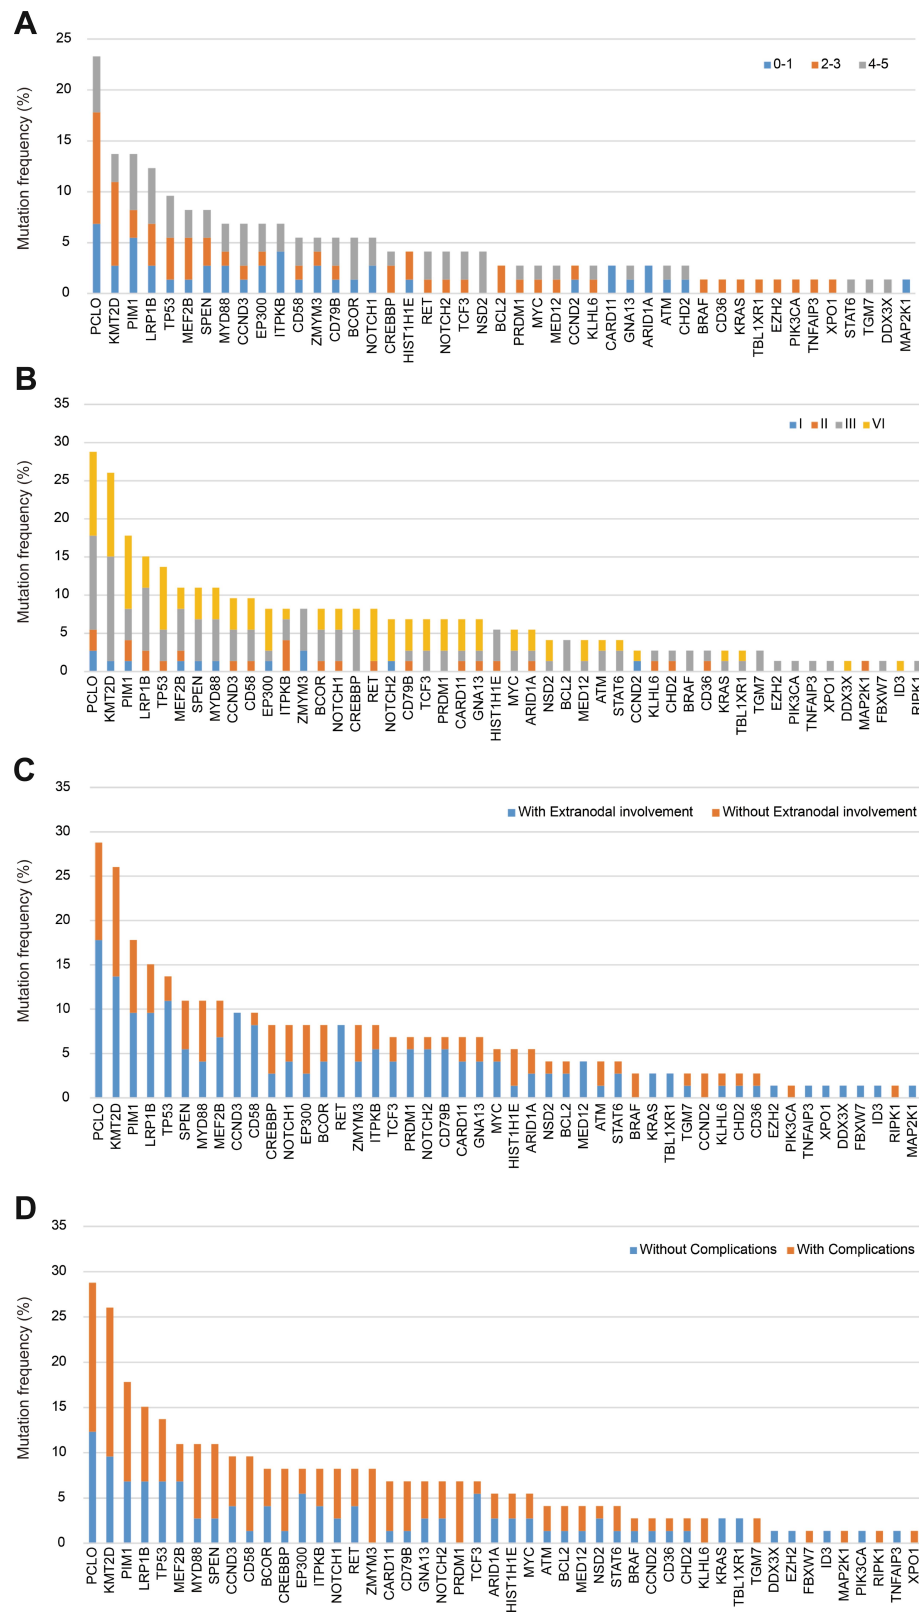 A
25
0-1 2-3 4-5
20
15
10
5
0
Mutation frequency (%)
PCLO KMT2D PIM1 LRP1B TP53 MEF2B SPEN MYD88 CCND3 EP300 ITPKB CD58 ZMYM3 CD79B BCOR NOTCH1 CREBBP HIST1H1E RET NOTCH2 TCF3 NSD2 BCL2 PRDM1 MYC MED12 CCND2 KLHL6 CARD11 GNA13 ARID1A ATM CHD2 BRAF CD36 KRAS TBL1XR1 EZH2 PIK3CA TNFAIP3 XPO1 STAT6 TGM7 DDX3X MAP2K1
B
35
I II III VI
30
25
20
15
10
5
0
Mutation frequency (%)
PCLO KMT2D PIM1 LRP1B TP53 MEF2B SPEN MYD88 CCND3 CD58 EP300 ITPKB ZMYM3 BCOR NOTCH1 CREBBP RET NOTCH2 CD79B TCF3 PRDM1 CARD11 GNA13 HIST1H1E MYC ARID1A NSD2 BCL2 MED12 ATM STAT6 CCND2 KLHL6 CHD2 BRAF CD36 KRAS TBL1XR1 TGM7 EZH2 PIK3CA TNFAIP3 XPO1 DDX3X MAP2K1 FBXW7 ID3 RIPK1
C
35
With Extranodal involvement Without Extranodal involvement
30
25
20
15
10
5
0
Mutation frequency (%)
PCLO KMT2D PIM1 LRP1B TP53 SPEN MYD88 MEF2B CCND3 CD58 CREBBP NOTCH1 EP300 BCOR RET ZMYM3 ITPKB TCF3 PRDM1 NOTCH2 CD79B CARD11 GNA13 MYC HIST1H1E ARID1A NSD2 BCL2 MED12 ATM STAT6 BRAF KRAS TBL1XR1 TGM7 CCND2 KLHL6 CHD2 CD36 EZH2 PIK3CA TNFAIP3 XPO1 DDX3X FBXW7 ID3 RIPK1 MAP2K1
D
35
Without Complications With Complications
30
25
20
15
10
5
0
Mutation frequency (%)
PCLO KMT2D PIM1 LRP1B TP53 MEF2B MYD88 SPEN CCND3 CD58 BCOR CREBBP EP300 ITPKB NOTCH1 RET ZMYM3 CARD11 CD79B GNA13 NOTCH2 PRDM1 TCF3 ARID1A HIST1H1E MYC ATM BCL2 MED12 NSD2 STAT6 BRAF CCND2 CD36 CHD2 KLHL6 KRAS TBL1XR1 TGM7 DDX3X EZH2 FBXW7 ID3 MAP2K1 PIK3CA RIPK1 TNFAIP3 XPO1